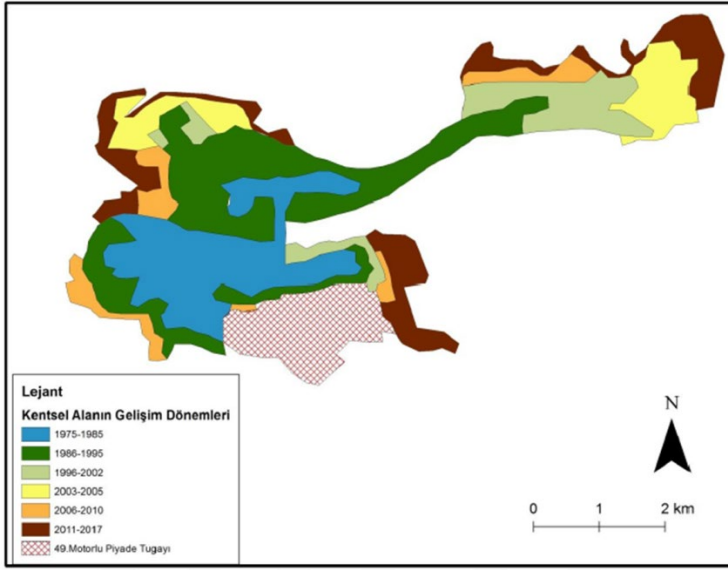 Lejant
Kentsel Alanın Gelişim Dönemleri
1975-1985
1986-1995
1996-2002
2003-2005
2006-2010
2011-2017
49.Motorlu Piyade Tugayı
N
0 1 2 km